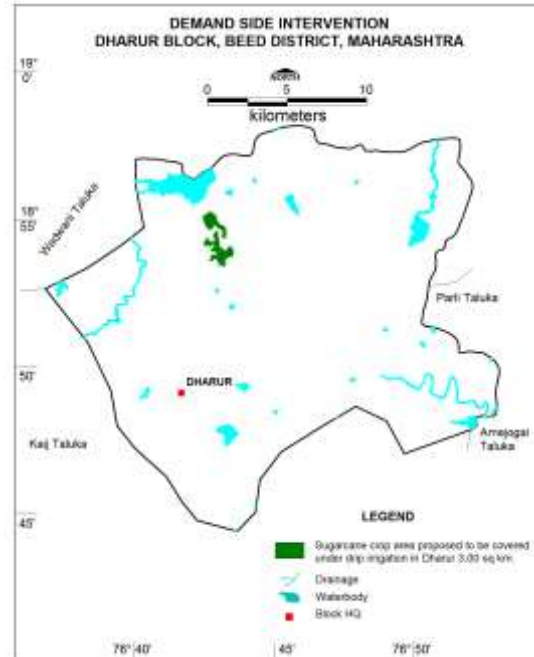 DEMAND SIDE INTERVENTION
DHARUR BLOCK, BEED DISTRICT, MAHARASHTRA
19°
0'
NORTH
0 5 10
kilometers
18°
55'
Wadwani Taluka
Parli Taluka
50'
DHARUR
Kaij Taluka
Amejogai
Taluka
45'
LEGEND
Sugarcane crop area proposed to be covered
under drip irrigation in Dharur 3.00 sq km
Drainage
Waterbody
Block HQ
76° 40' 45' 76° 50'